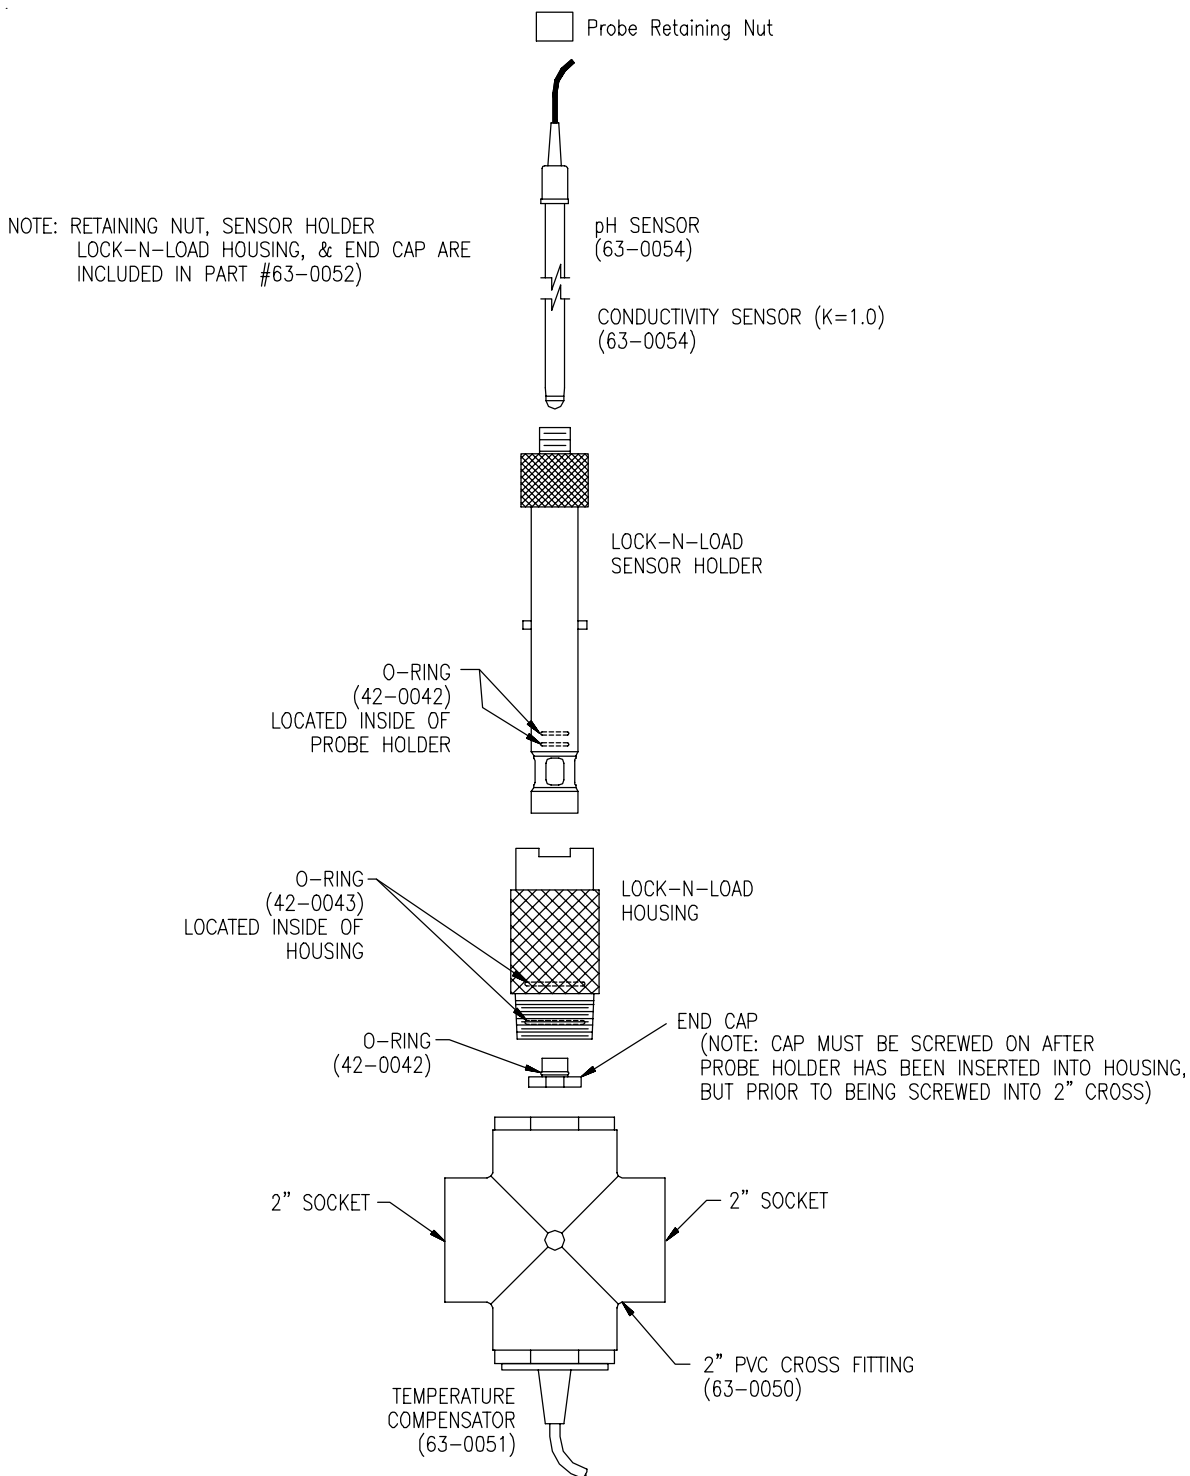 Probe Retaining Nut
NOTE: RETAINING NUT, SENSOR HOLDER
LOCK-N-LOAD HOUSING, & END CAP ARE
INCLUDED IN PART #63-0052)
pH SENSOR
(63-0054)
CONDUCTIVITY SENSOR (K=1.0)
(63-0054)
LOCK-N-LOAD
SENSOR HOLDER
O-RING
(42-0042)
LOCATED INSIDE OF
PROBE HOLDER
O-RING
(42-0043)
LOCATED INSIDE OF
HOUSING
LOCK-N-LOAD
HOUSING
O-RING
(42-0042)
END CAP
(NOTE: CAP MUST BE SCREWED ON AFTER
PROBE HOLDER HAS BEEN INSERTED INTO HOUSING,
BUT PRIOR TO BEING SCREWED INTO 2" CROSS)
2" SOCKET
2" SOCKET
2" PVC CROSS FITTING
(63-0050)
TEMPERATURE
COMPENSATOR
(63-0051)